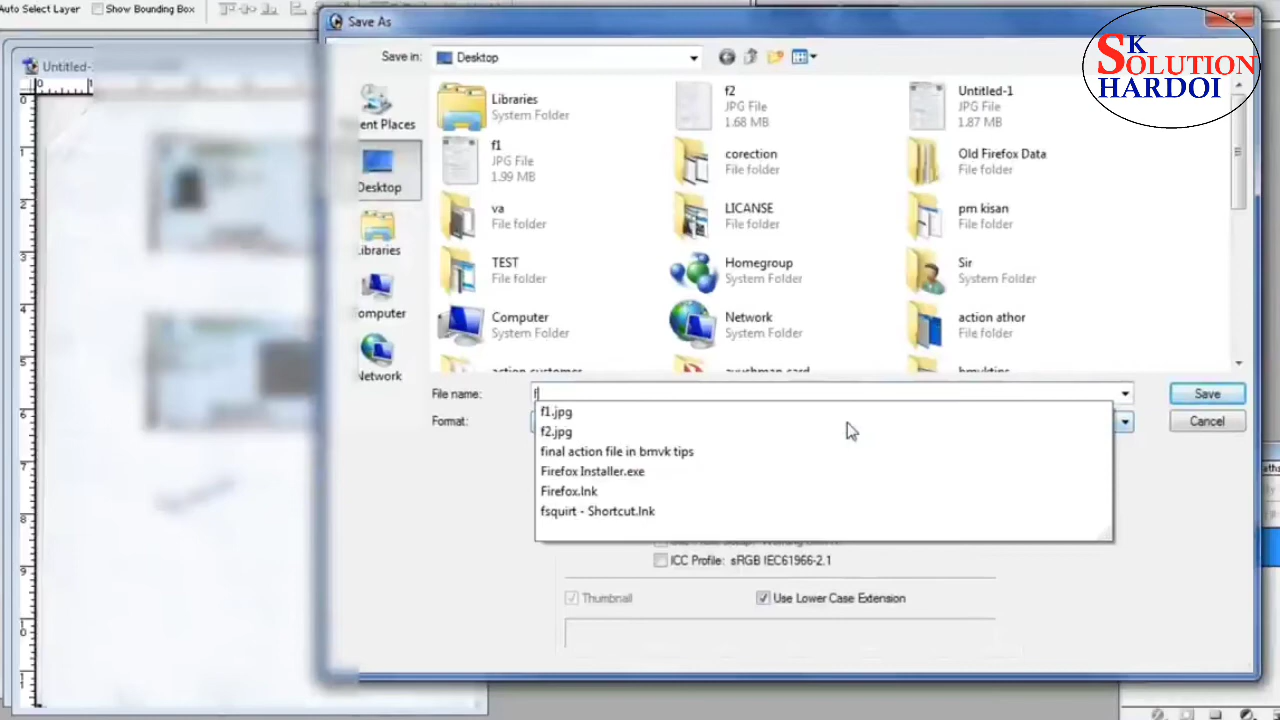 Auto Select Layer
Show Bounding Box
Save As
SK
SOLUTION
HARDOI
Untitled-
Save in:
Desktop
Libraries
System Folder
f2
JPG File
1.68 MB
Untitled-1
JPG File
1.87 MB
ent Places
f1
JPG File
1.99 MB
corection
File folder
Old Firefox Data
File folder
Desktop
va
File folder
LICANSE
File folder
pm kisan
File folder
Libraries
TEST
File folder
Homegroup
System Folder
Sir
System Folder
omputer
Computer
System Folder
Network
System Folder
action athor
File folder
Network
action customer
ayushman card
bmvktips
File name:
f
Save
Format:
Cancel
f1.jpg
f2.jpg
final action file in bmvk tips
Firefox Installer.exe
Firefox.lnk
fsquirt - Shortcut.lnk
ICC Profile: sRGB IEC61966-2.1
Thumbnail
Use Lower Case Extension